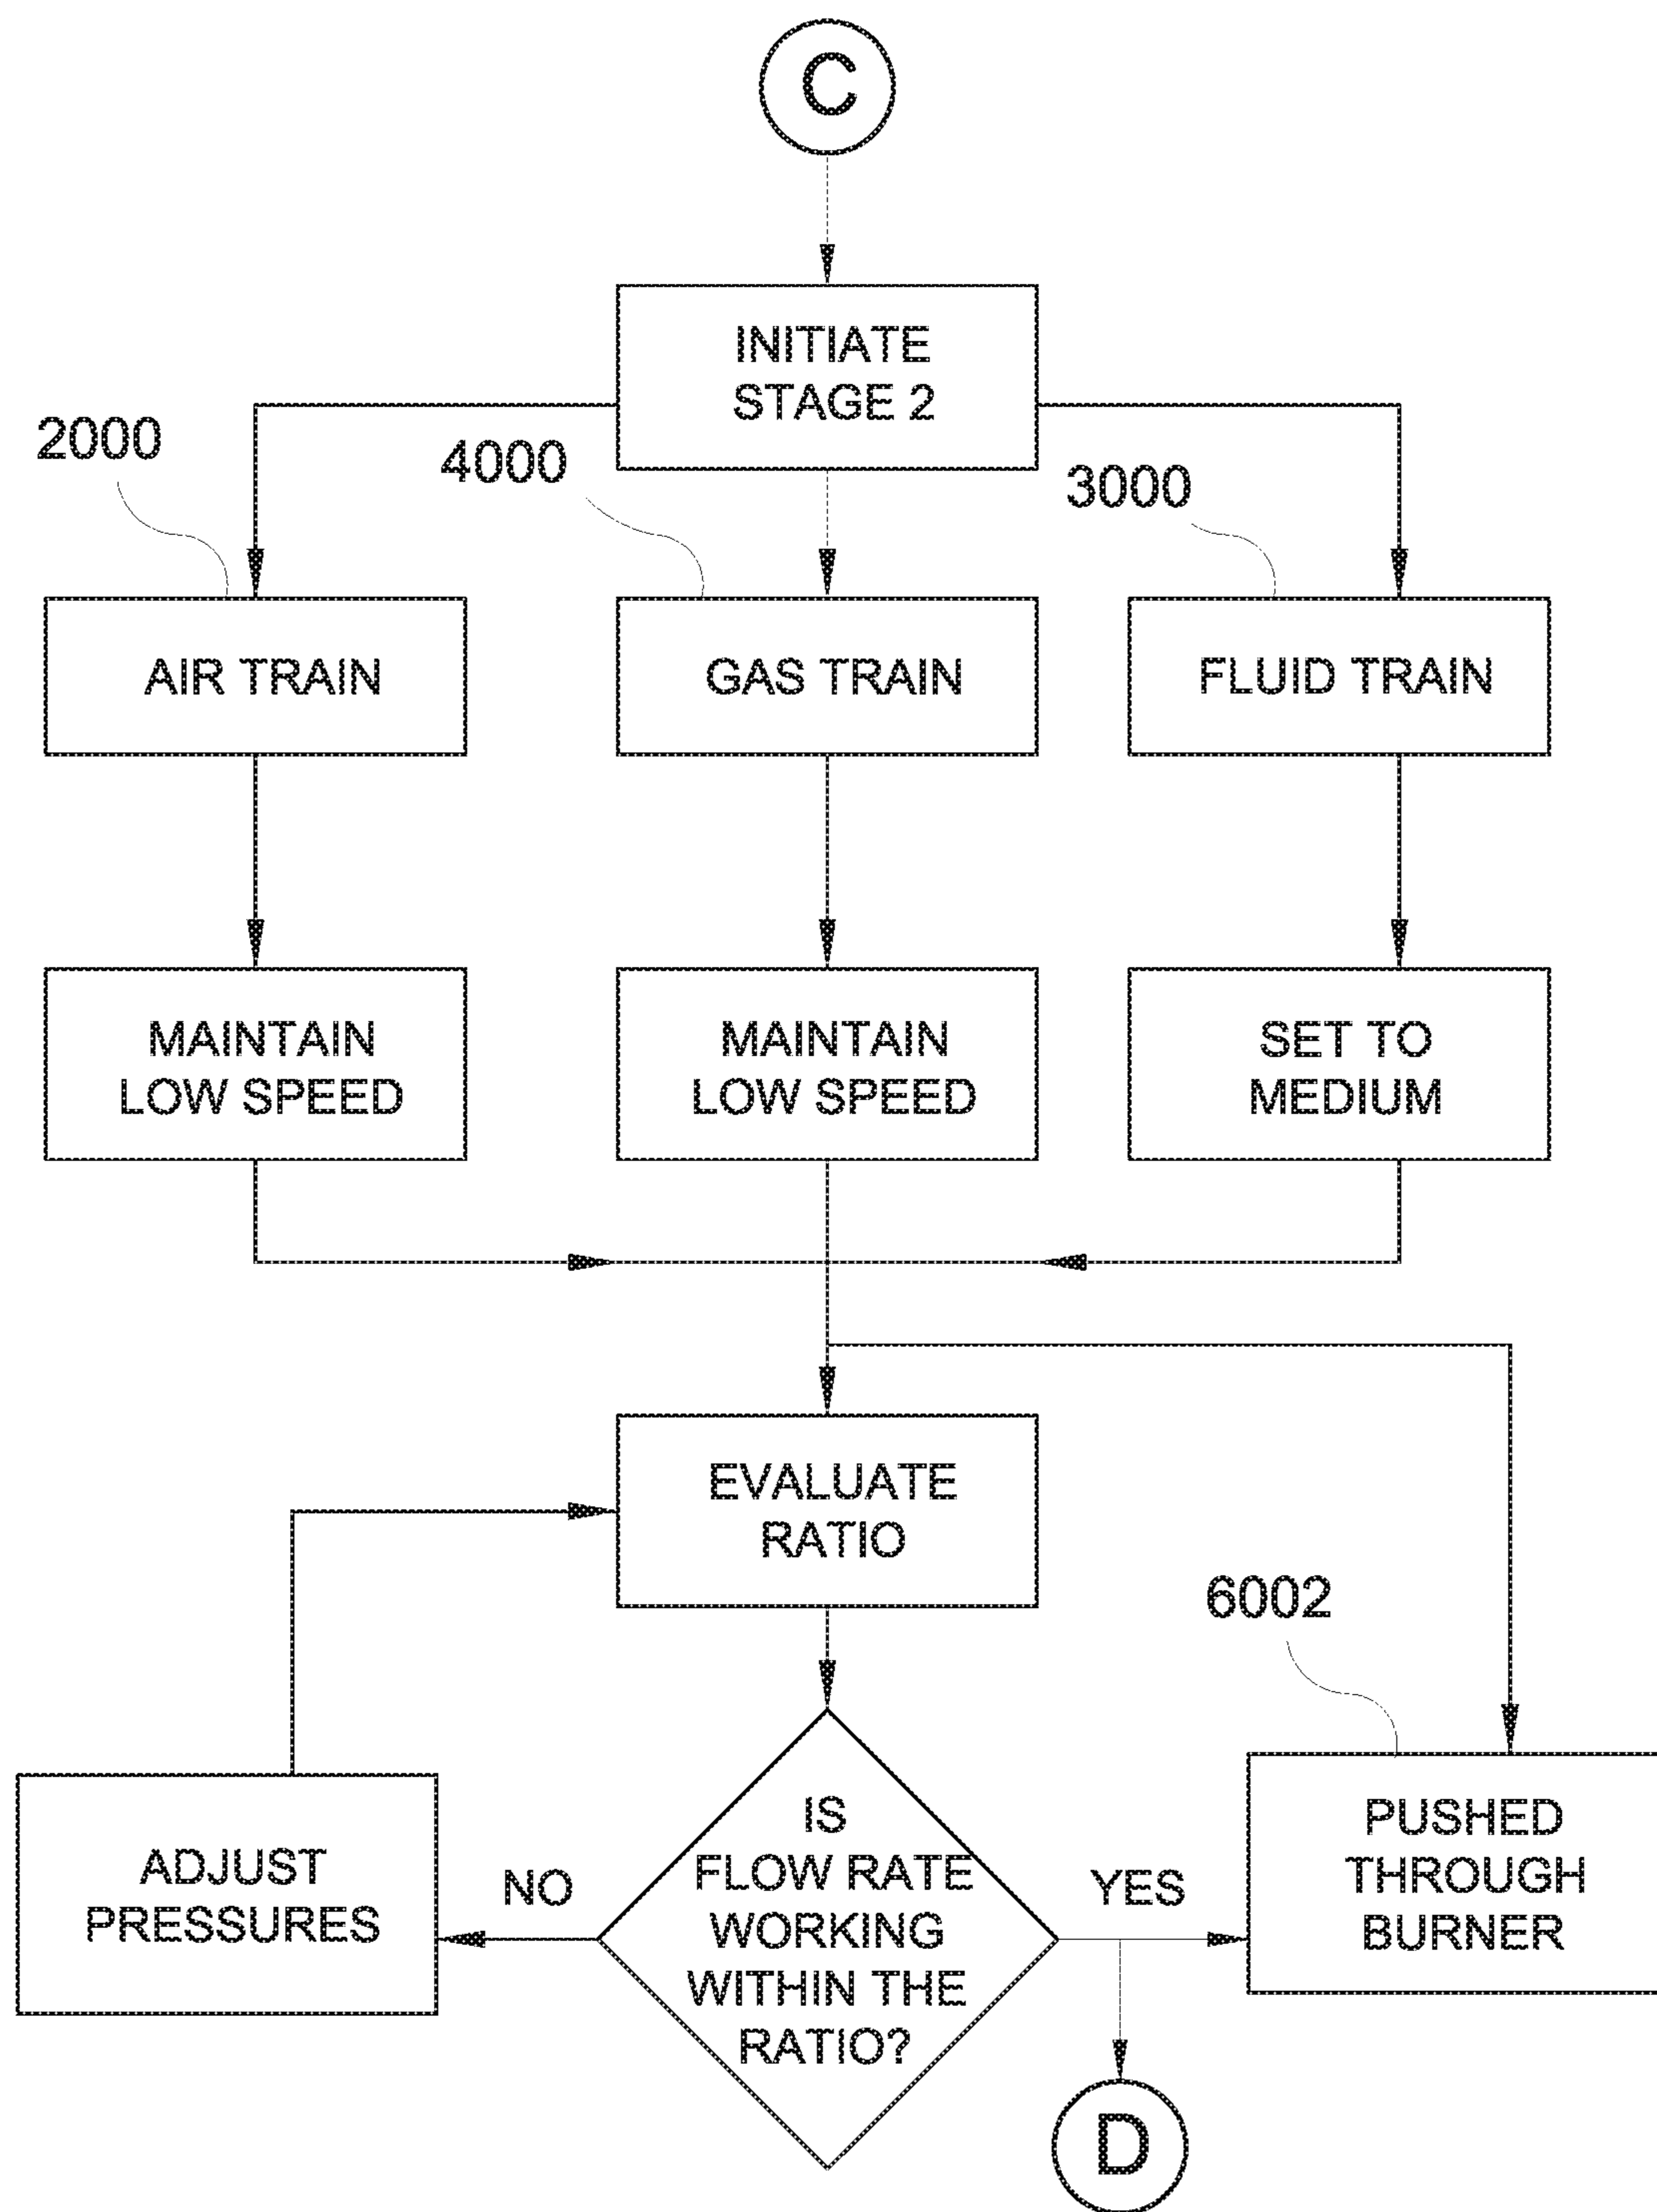 C
INITIATE
STAGE 2
2000
4000
3000
AIR TRAIN
GAS TRAIN
FLUID TRAIN
MAINTAIN
LOW SPEED
MAINTAIN
LOW SPEED
SET TO
MEDIUM
EVALUATE
RATIO
6002
ADJUST
PRESSURES
NO
IS
FLOW RATE
WORKING
WITHIN THE
RATIO?
YES
PUSHED
THROUGH
BURNER
D